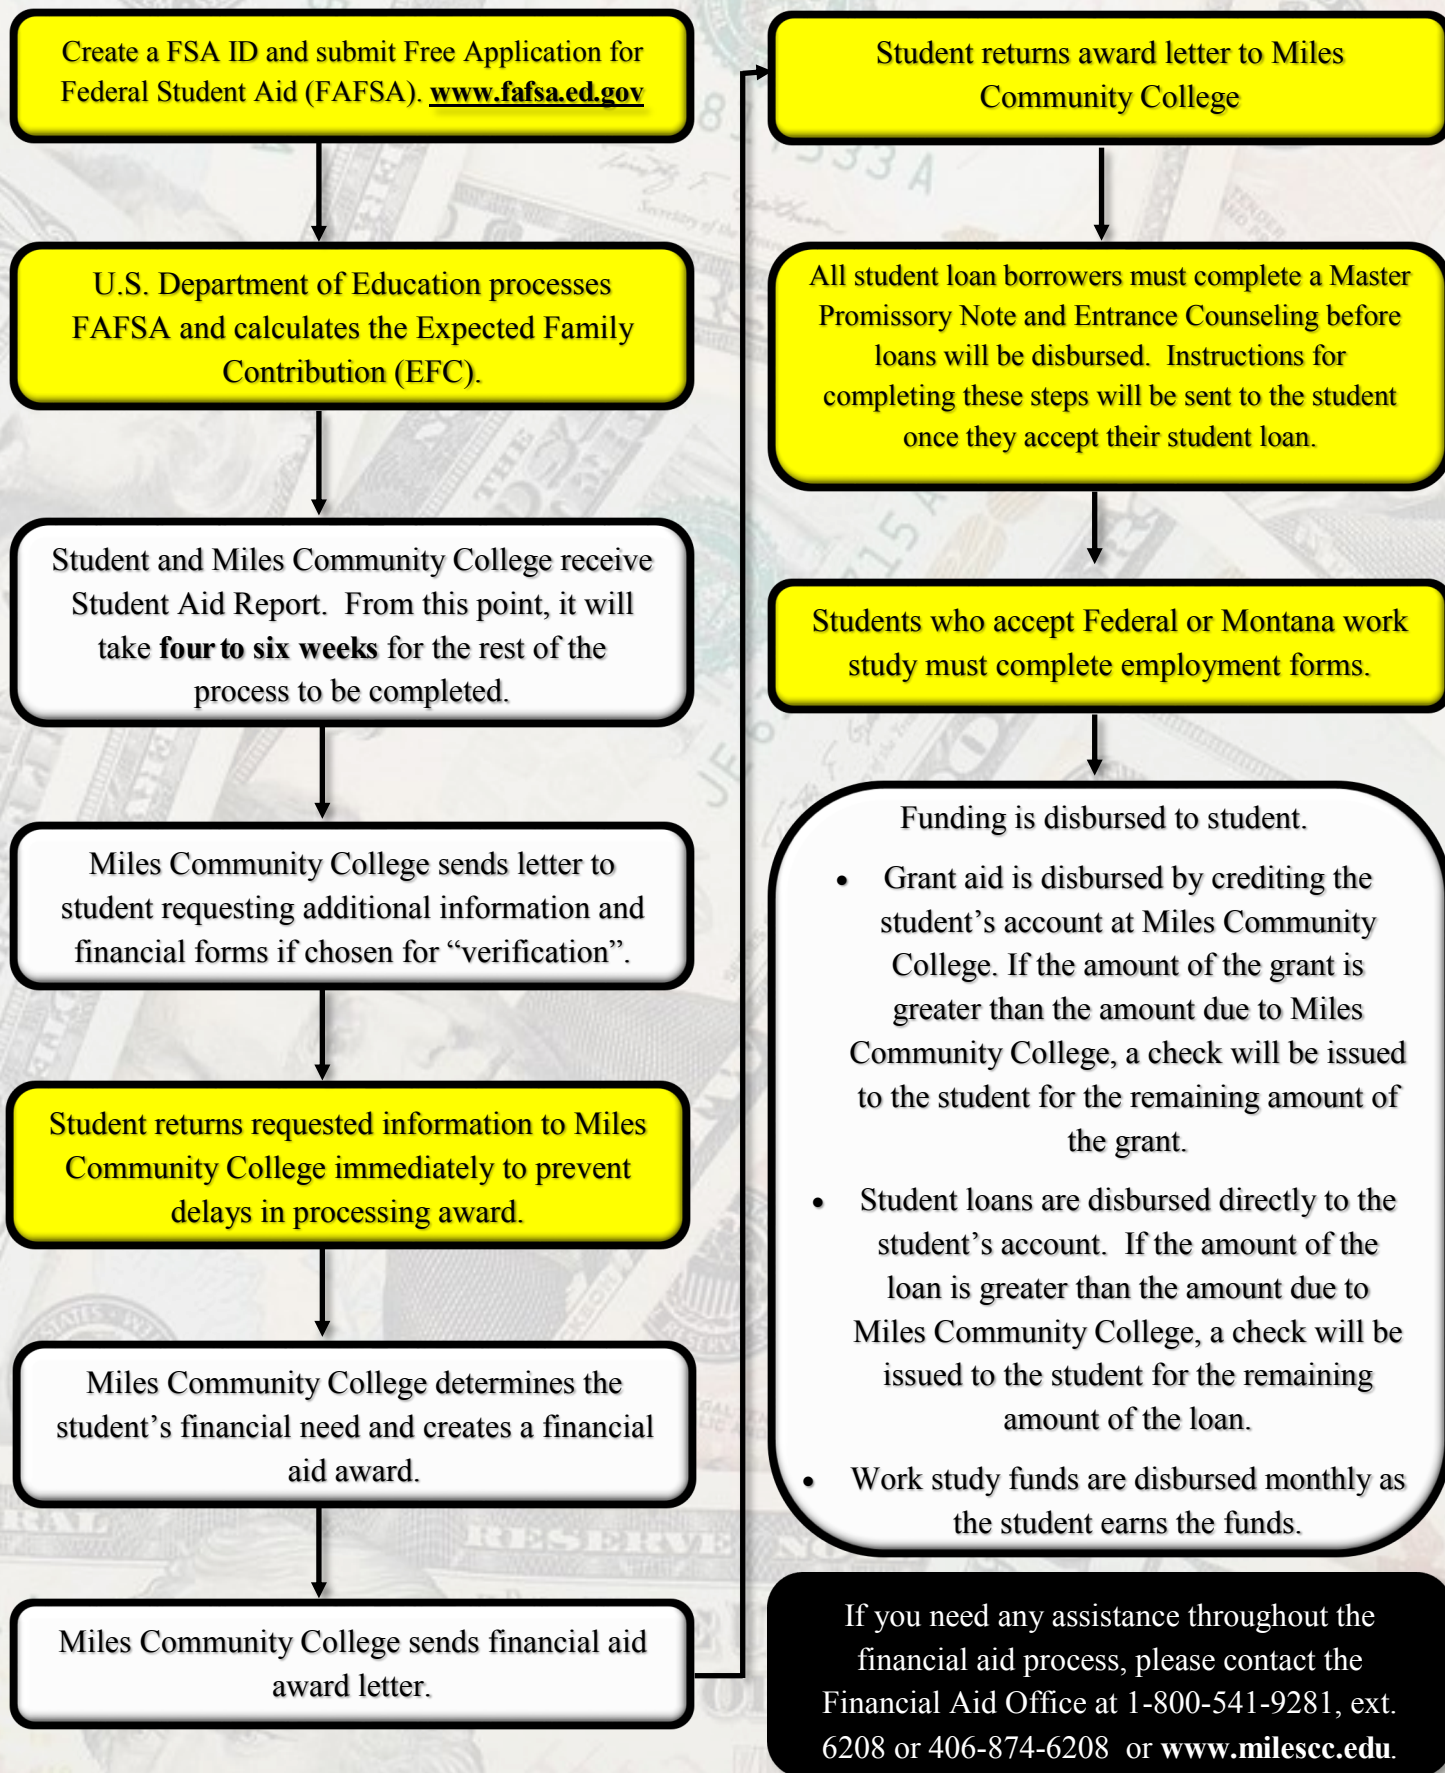 Create a FSA ID and submit Free Application for
Federal Student Aid (FAFSA). www.fafsa.ed.gov
U.S. Department of Education processes
FAFSA and calculates the Expected Family
Contribution (EFC).
Student and Miles Community College receive
Student Aid Report. From this point, it will
take four to six weeks for the rest of the
process to be completed.
Miles Community College sends letter to
student requesting additional information and
financial forms if chosen for “verification”.
Student returns requested information to Miles
Community College immediately to prevent
delays in processing award.
Miles Community College determines the
student’s financial need and creates a financial
aid award.
Miles Community College sends financial aid
award letter.
Student returns award letter to Miles
Community College
All student loan borrowers must complete a Master
Promissory Note and Entrance Counseling before
loans will be disbursed. Instructions for
completing these steps will be sent to the student
once they accept their student loan.
Students who accept Federal or Montana work
study must complete employment forms.
Funding is disbursed to student.
• Grant aid is disbursed by crediting the
student’s account at Miles Community
College. If the amount of the grant is
greater than the amount due to Miles
Community College, a check will be issued
to the student for the remaining amount of
the grant.
• Student loans are disbursed directly to the
student’s account. If the amount of the
loan is greater than the amount due to
Miles Community College, a check will be
issued to the student for the remaining
amount of the loan.
• Work study funds are disbursed monthly as
the student earns the funds.
If you need any assistance throughout the
financial aid process, please contact the
Financial Aid Office at 1-800-541-9281, ext.
6208 or 406-874-6208 or www.milescc.edu.